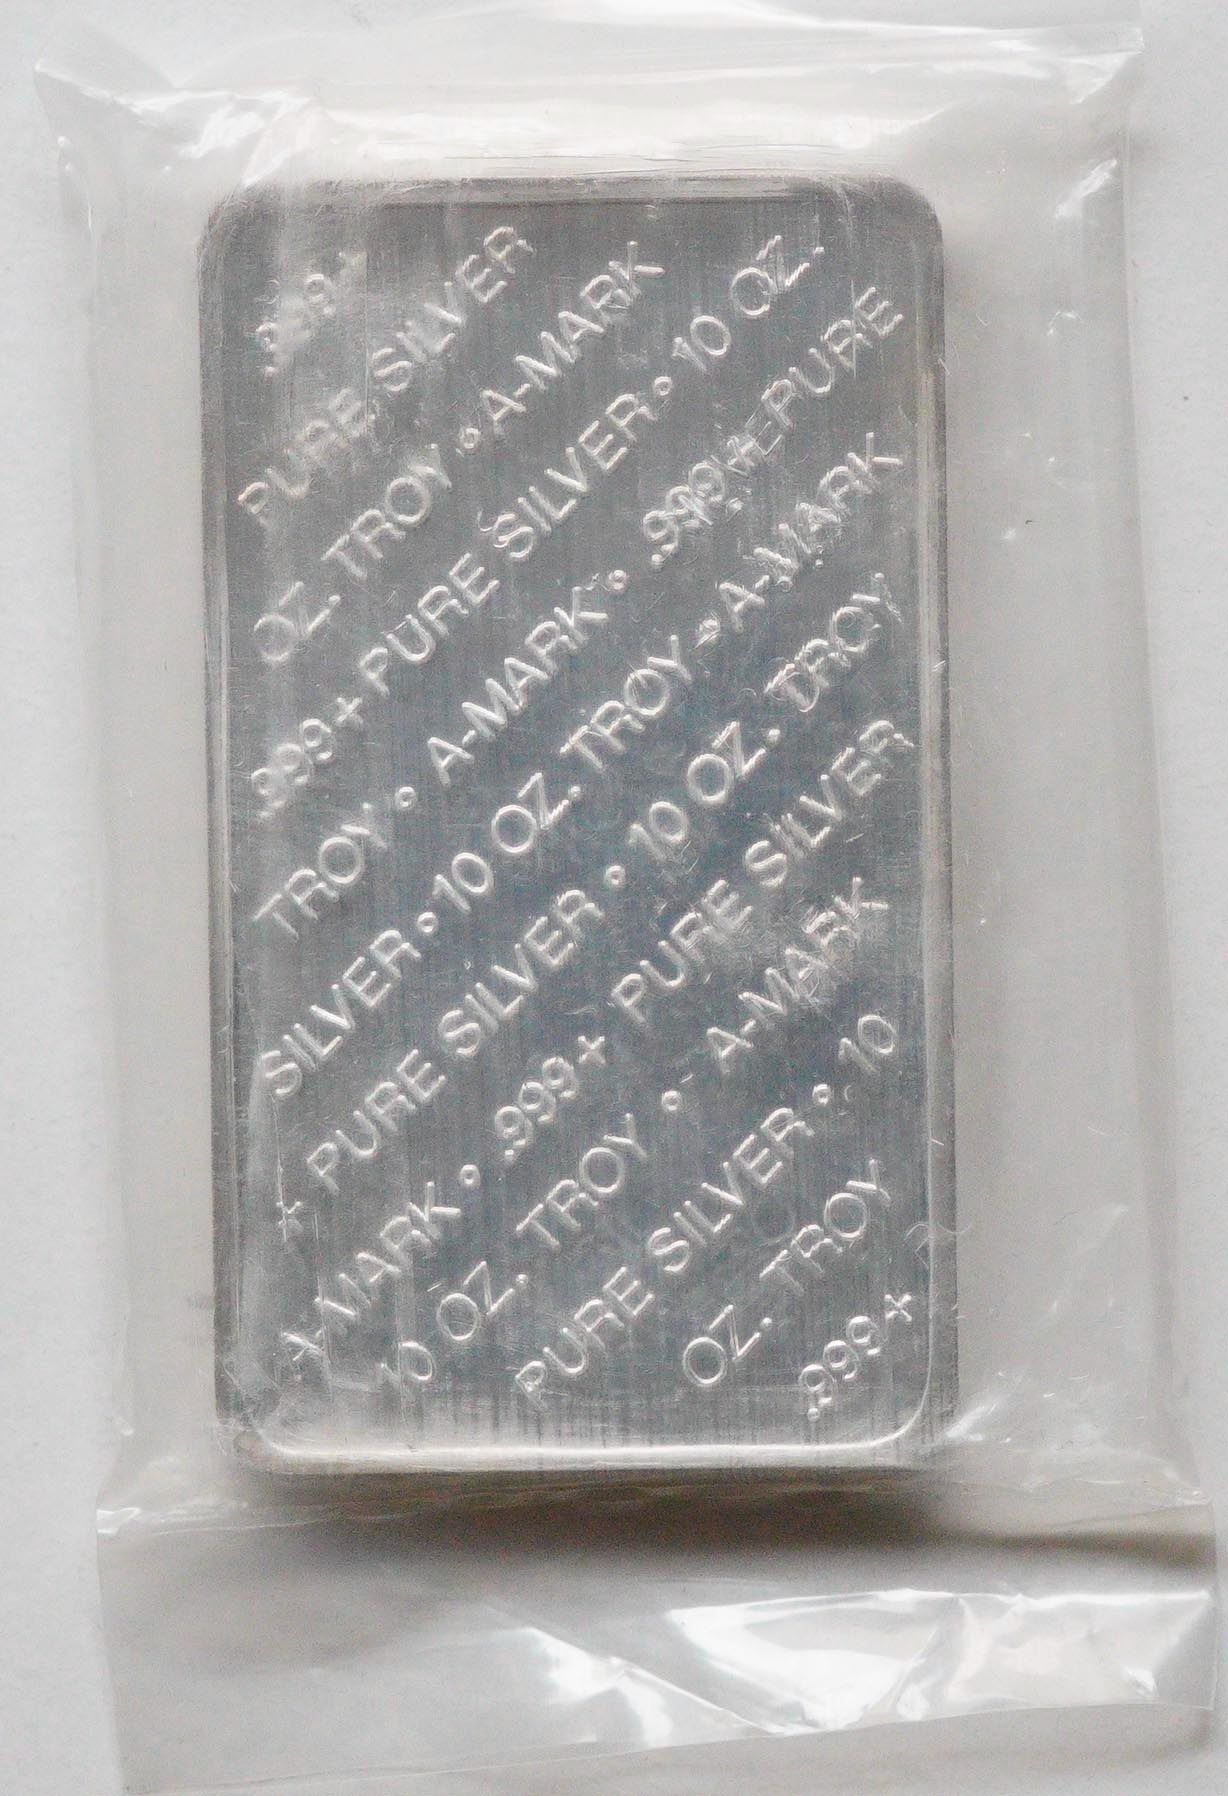 .999
PURE SILVER
OZ. TROY • A-MARK
.999+ PURE SILVER • 10 OZ.
TROY • A-MARK • .999+ PURE
SILVER • 10 OZ. TROY • A-MARK
+ PURE SILVER • 10 OZ. TROY
A-MARK • .999+ PURE SILVER
10 OZ. TROY • A-MARK
PURE SILVER • 10
OZ. TROY
.999+